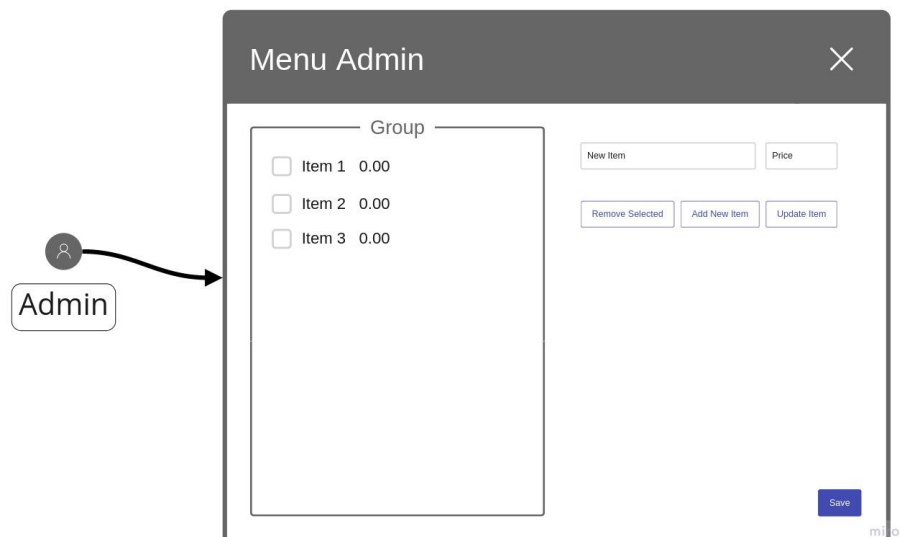 Menu Admin
Group
Item 1 0.00
Item 2 0.00
Item 3 0.00
New Item
Price
Remove Selected
Add New Item
Update Item
Admin
Save
miro